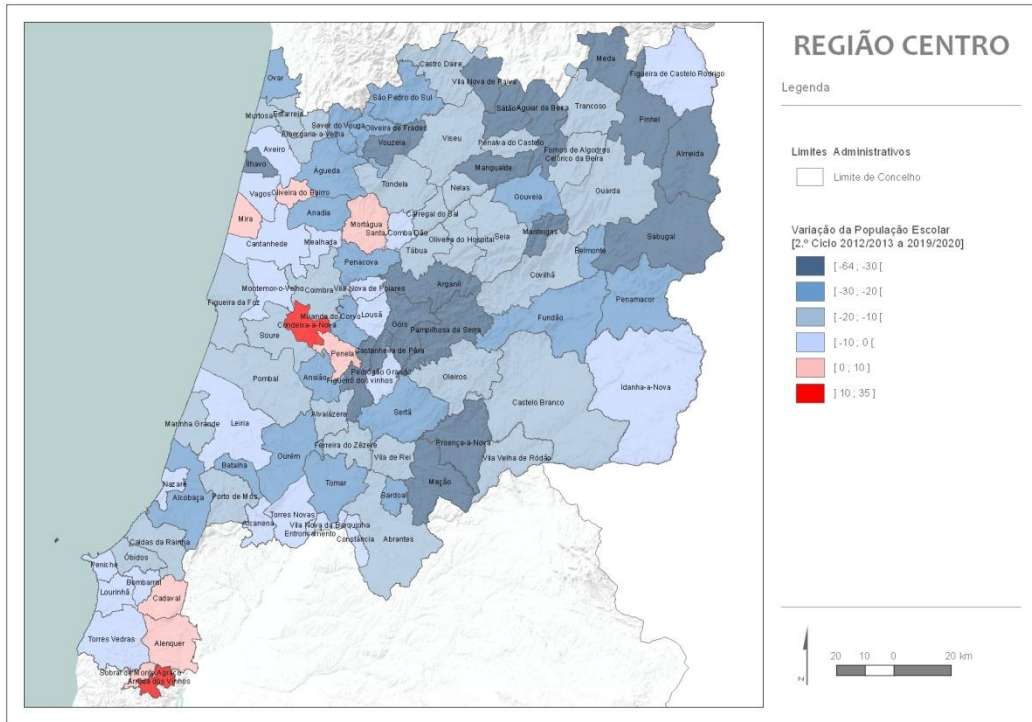 REGIÃO CENTRO
Legenda
Limites Administrativos
Limite de Concelho
Variação da População Escolar
[2.º Ciclo 2012/2013 a 2019/2020]
[ -64 ; -30 [
[ -30 ; -20 [
[ -20 ; -10 [
[ -10 ; 0 [
[ 0 ; 10 ]
] 10 ; 35 ]
N
20 10 0 20 km
Meda
Castro Daire
Figueira de Castelo Rodrigo
Ovar
Vila Nova de Paiva
São Pedro do Sul
Sátão
Aguiar da Beira
Trancoso
Murtosa
Estarreja
Pinhel
Sever do Vouga
Oliveira de Frades
Albergaria-a-Velha
Viseu
Penalva do Castelo
Vouzela
Fornos de Algodres
Aveiro
Almeida
Celorico da Beira
Ílhavo
Mangualde
Águeda
Vagos
Oliveira do Bairro
Tondela
Nelas
Guarda
Gouveia
Anadia
Mira
Mortágua
Carregal do Sal
Santa Comba Dão
Mangteigas
Seia
Cantanhede
Mealhada
Oliveira do Hospital
Sabugal
Tábua
Belmonte
Penacova
Covilhã
Montemor-o-Velho
Coimbra
Vila Nova de Poiares
Arganil
Figueira da Foz
Penamacor
Miranda do Corvo
Lousã
Condeixa-a-Nova
Góis
Fundão
Soure
Pampilhosa da Serra
Penela
Castanheira de Pêra
Pedrógão Grande
Ansião
Figueiró dos vinhos
Oleiros
Pombal
Idanha-a-Nova
Castelo Branco
Alvaiázere
Sertã
Marinha Grande
Leiria
Ferreira do Zêzere
Proença-a-Nova
Ourém
Vila de Rei
Vila Velha de Ródão
Batalha
Nazaré
Tomar
Mação
Alcobaça
Porto de Mós
Sardoal
Torres Novas
Alcanena
Vila Nova da Barquinha
Entroncamento
Constância
Abrantes
Caldas da Rainha
Óbidos
Peniche
Bombarral
Lourinhã
Cadaval
Torres Vedras
Alenquer
Sobral de Monte Agraço
Arruda dos Vinhos